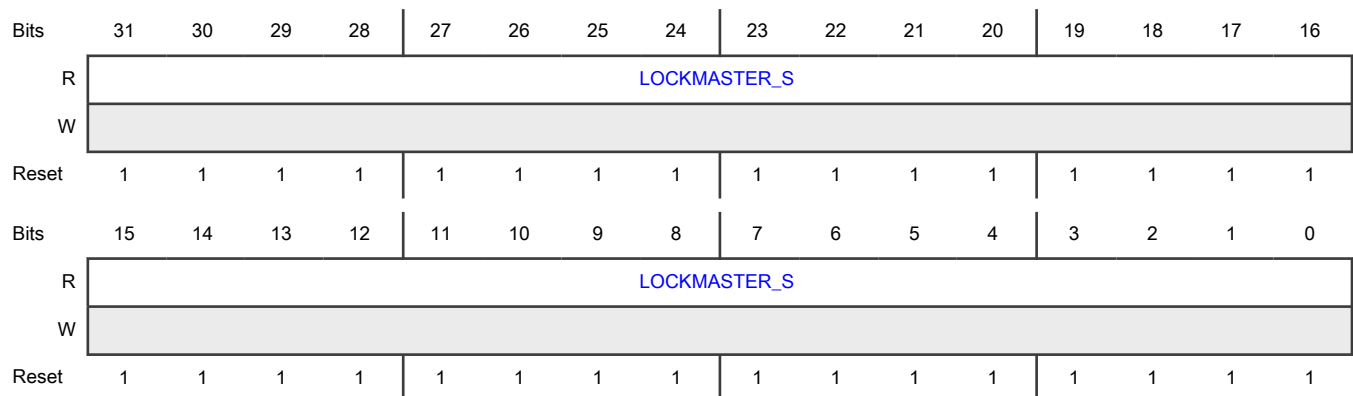 Bits 31 30 29 28 27 26 25 24 23 22 21 20 19 18 17 16
R LOCKMASTER_S
W
Reset 1 1 1 1 1 1 1 1 1 1 1 1 1 1 1 1
Bits 15 14 13 12 11 10 9 8 7 6 5 4 3 2 1 0
R LOCKMASTER_S
W
Reset 1 1 1 1 1 1 1 1 1 1 1 1 1 1 1 1